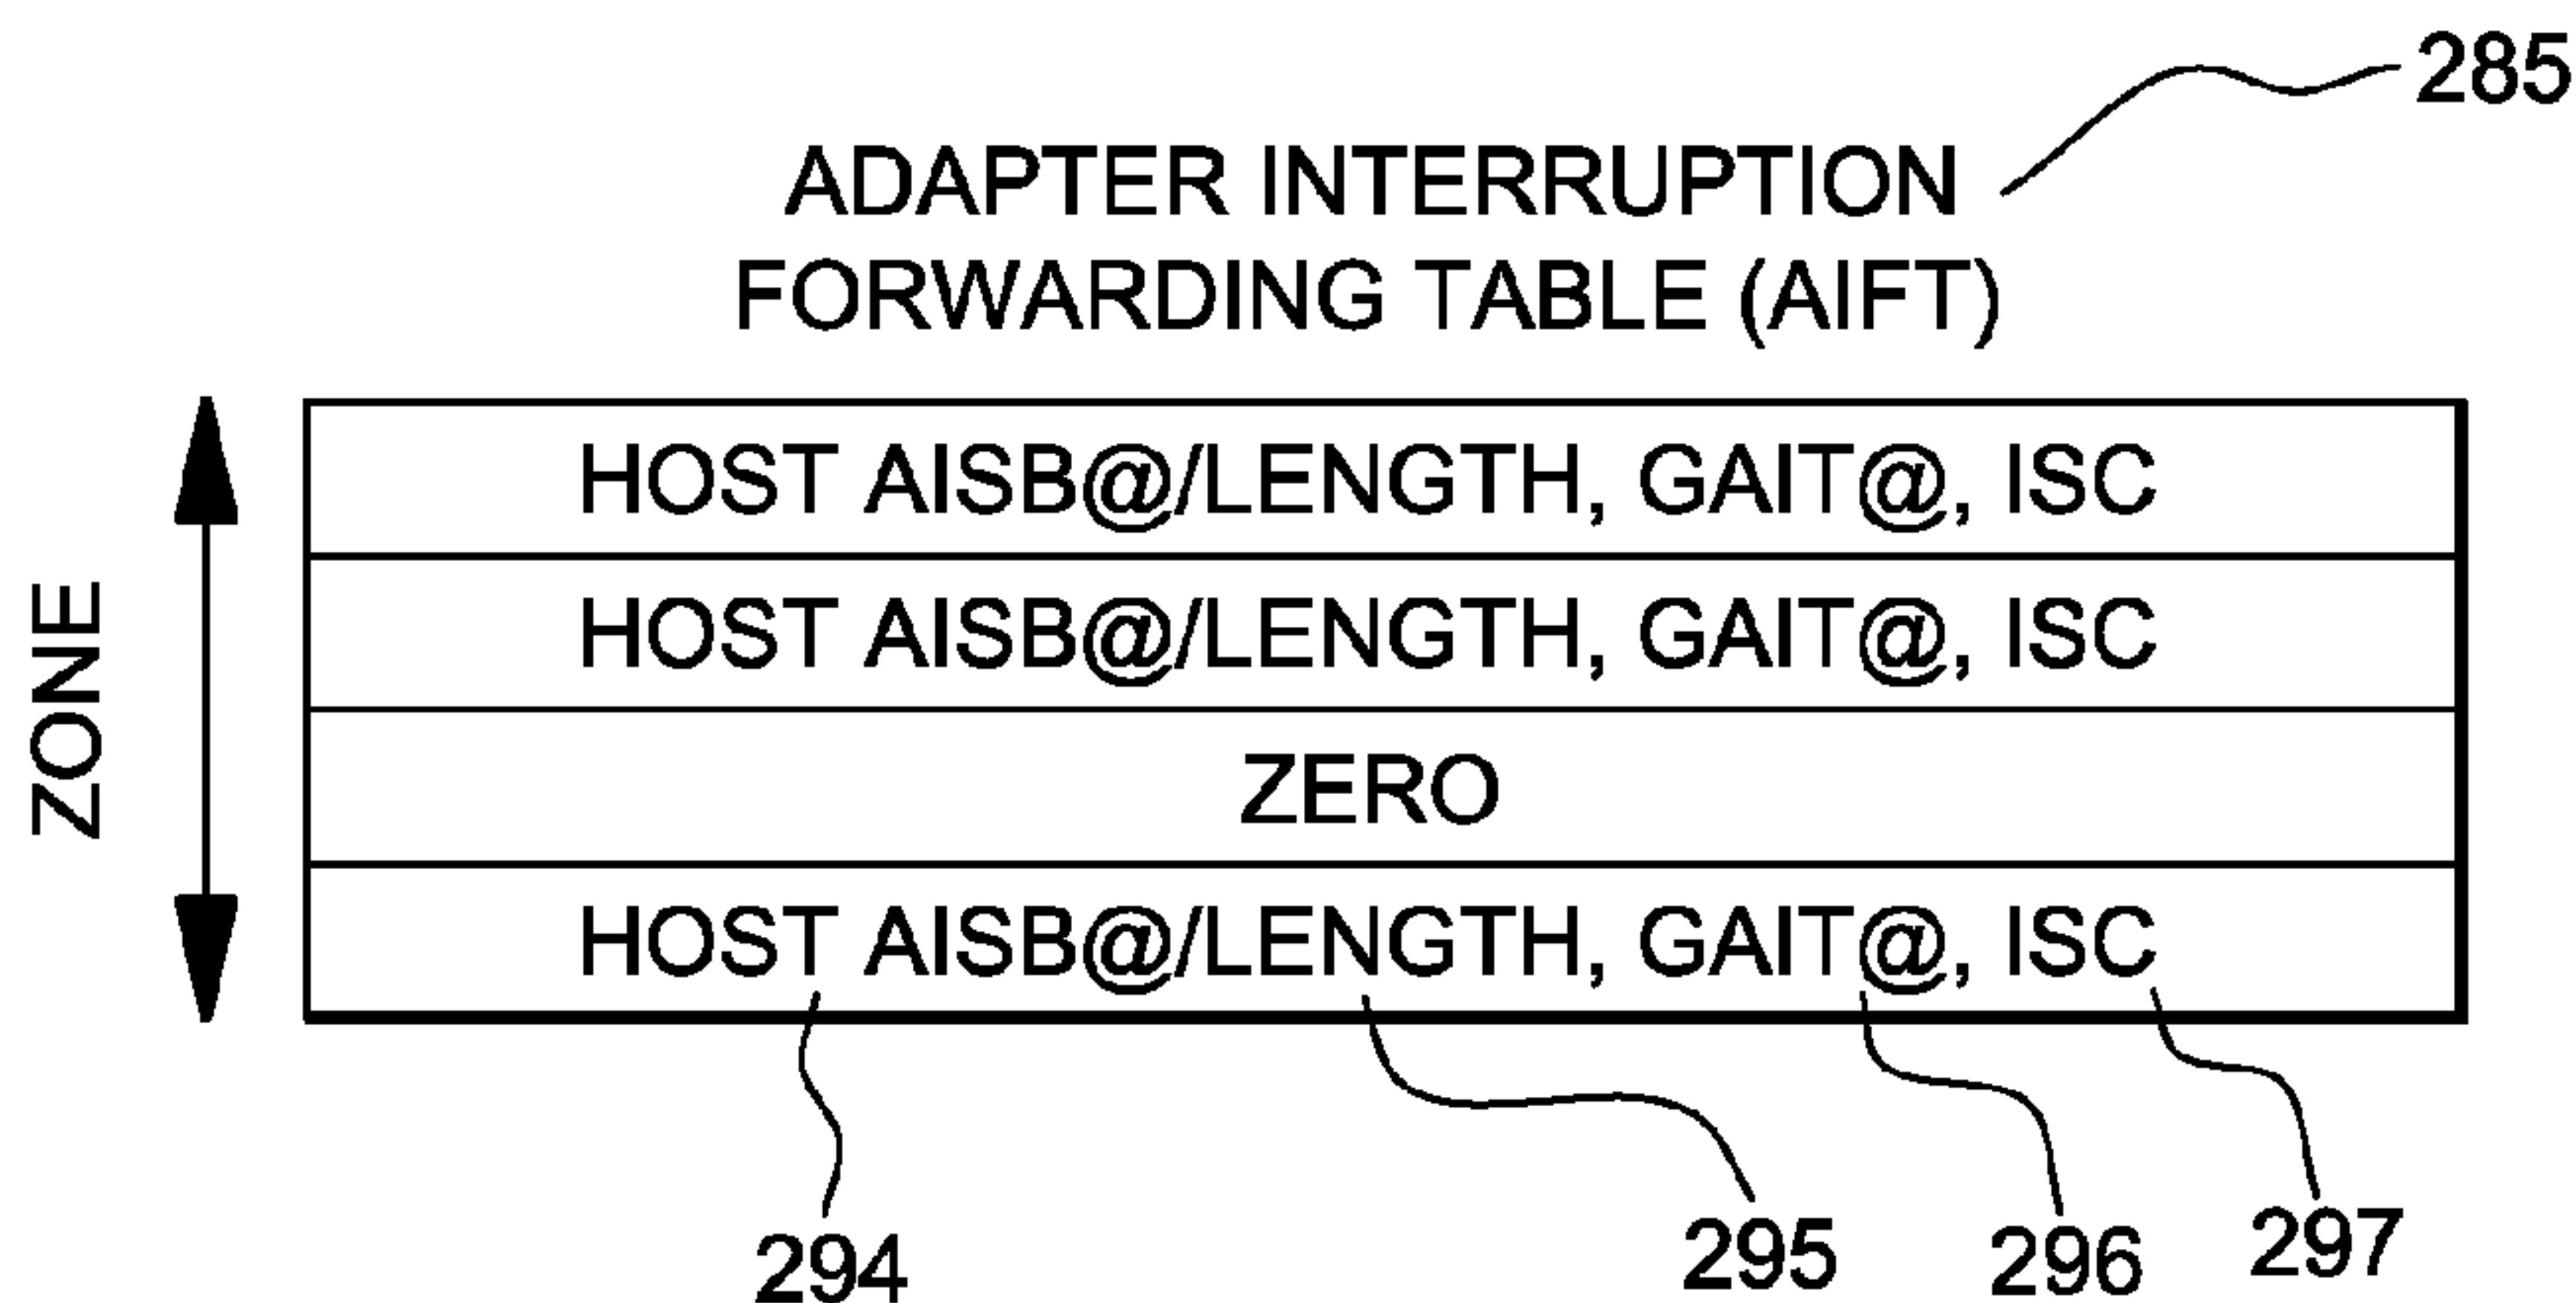 285
ADAPTER INTERRUPTION
FORWARDING TABLE (AIFT)
ZONE
HOST AISB@/LENGTH, GAIT@, ISC
HOST AISB@/LENGTH, GAIT@, ISC
ZERO
HOST AISB@/LENGTH, GAIT@, ISC
294 295 296 297